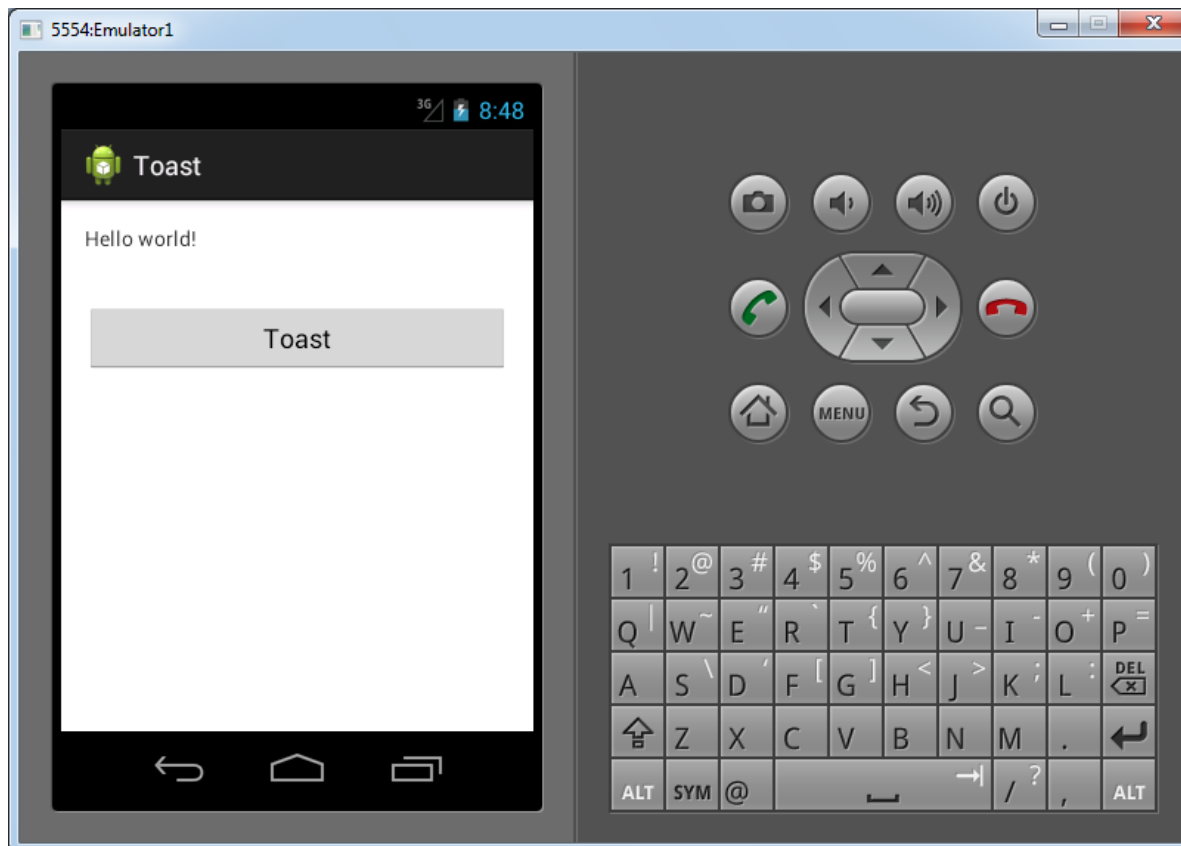 5554:Emulator1
3G 8:48
Toast
Hello world!
Toast
MENU
1 ! 2 @ 3 # 4 $ 5 % 6 ^ 7 & 8 * 9 ( 0 )
Q | W ~ E “ R ` T { Y } U _ I - O + P =
A S \ D ‘ F [ G ] H < J > K ; L : DEL
Z X C V B N M .
ALT SYM @ / ? , ALT